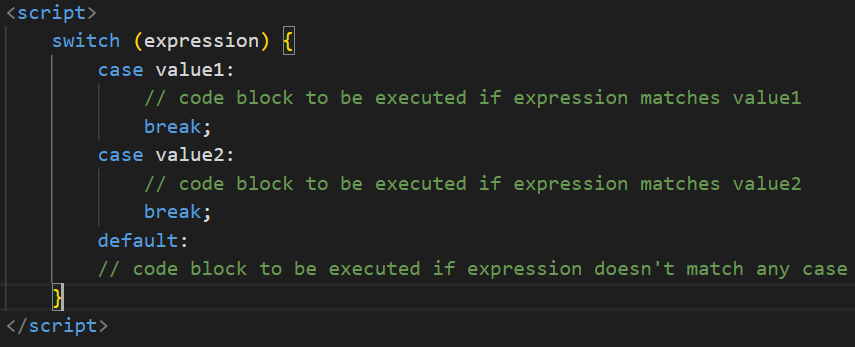 <script>
    switch (expression) {
        case value1:
            // code block to be executed if expression matches value1
            break;
        case value2:
            // code block to be executed if expression matches value2
            break;
        default:
        // code block to be executed if expression doesn't match any case
    }
</script>